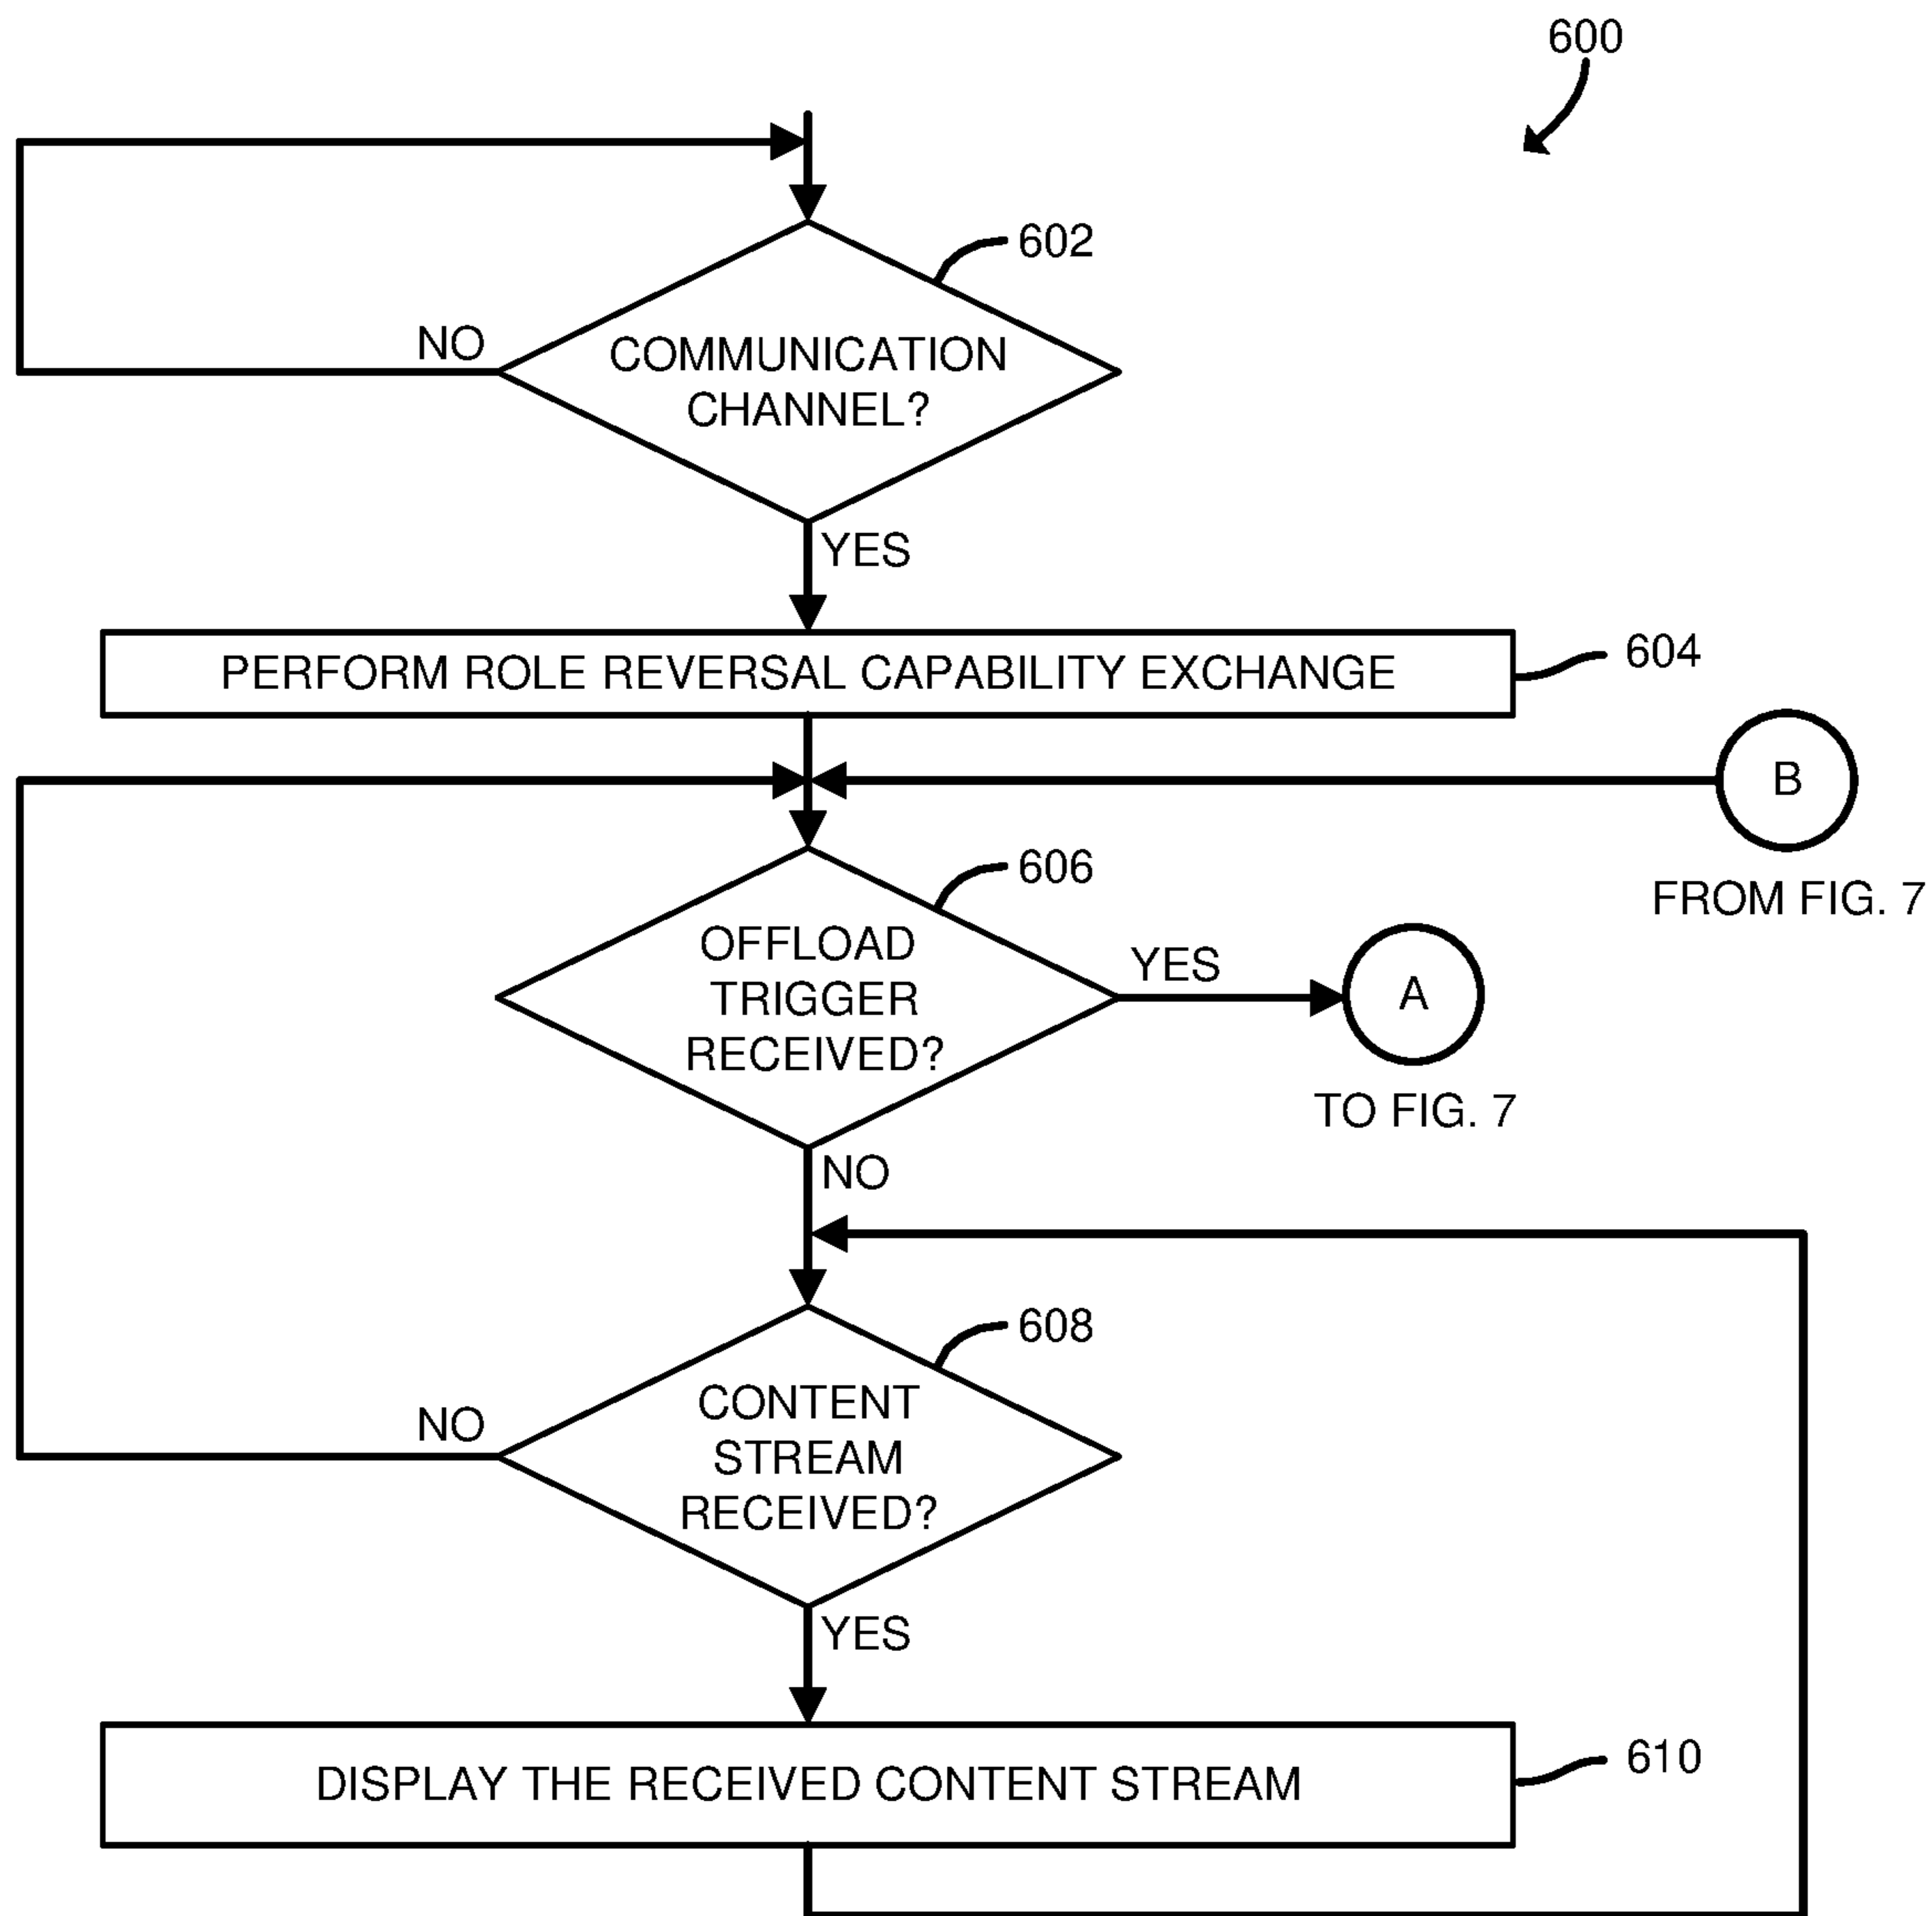 600
602
NO
COMMUNICATION
CHANNEL?
YES
PERFORM ROLE REVERSAL CAPABILITY EXCHANGE
604
B
FROM FIG. 7
606
OFFLOAD
TRIGGER
RECEIVED?
YES
A
TO FIG. 7
NO
608
CONTENT
STREAM
RECEIVED?
NO
YES
DISPLAY THE RECEIVED CONTENT STREAM
610